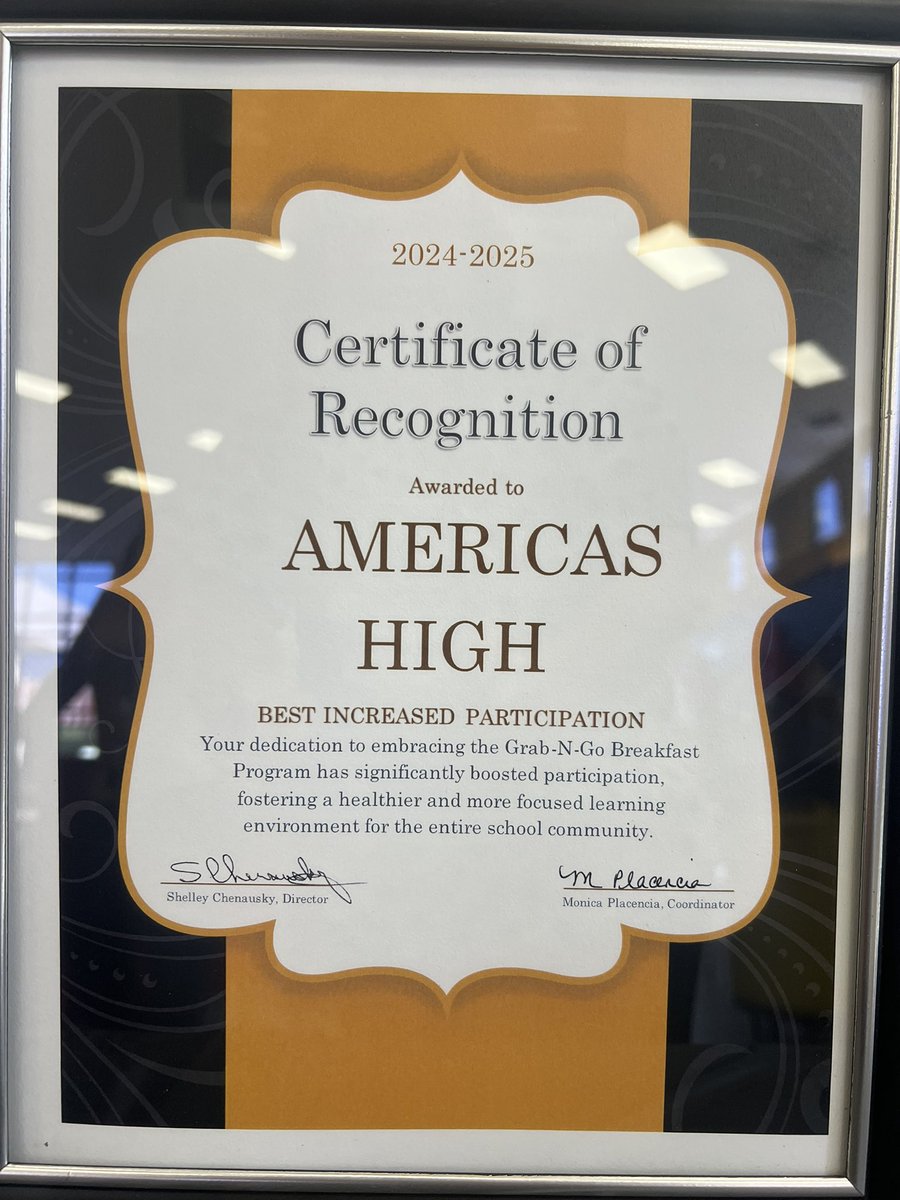 2024-2025
Certificate of
Recognition
Awarded to
AMERICAS
HIGH
BEST INCREASED PARTICIPATION
Your dedication to embracing the Grab-N-Go Breakfast
Program has significantly boosted participation,
fostering a healthier and more focused learning
environment for the entire school community.
SChenausky
M Placencia
Shelley Chenausky, Director
Monica Placencia, Coordinator